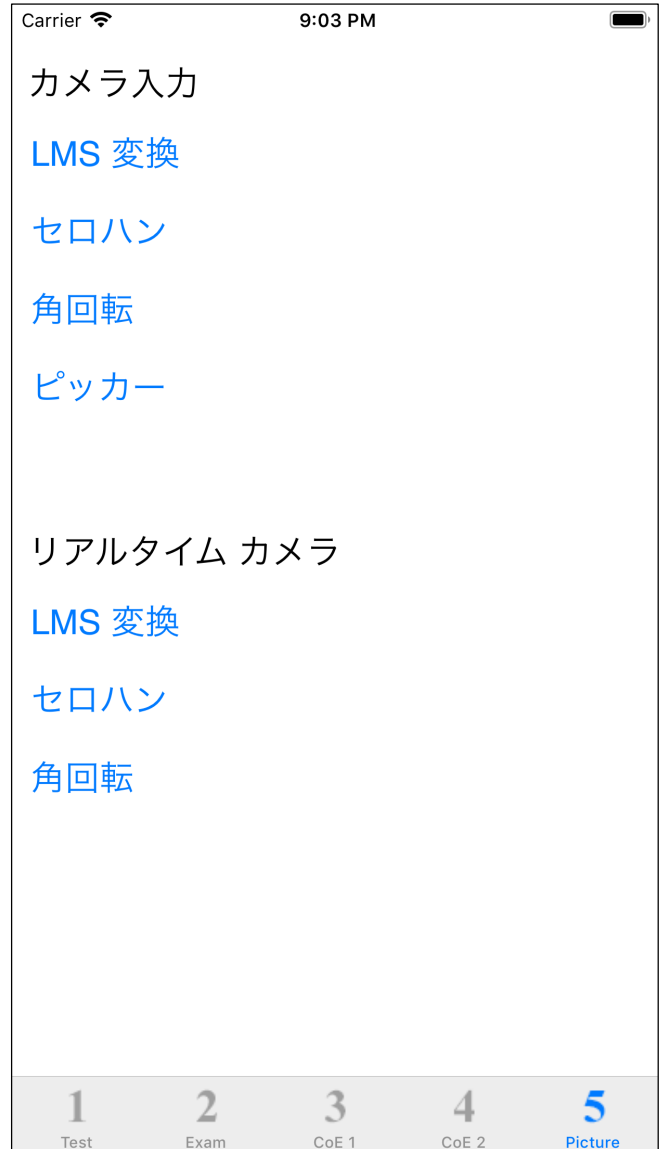 Carrier 9:03 PM
カメラ入力
LMS 変換
セロハン
角回転
ピッカー
リアルタイム カメラ
LMS 変換
セロハン
角回転
1 2 3 4 5
Test Exam CoE 1 CoE 2 Picture